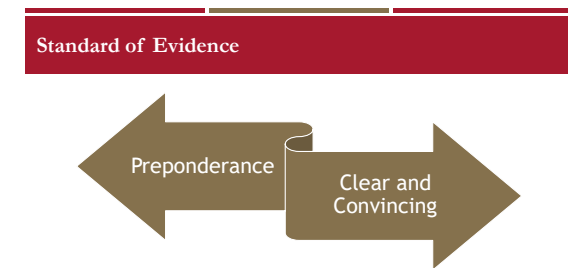 Standard of Evidence
Preponderance
Clear and
Convincing